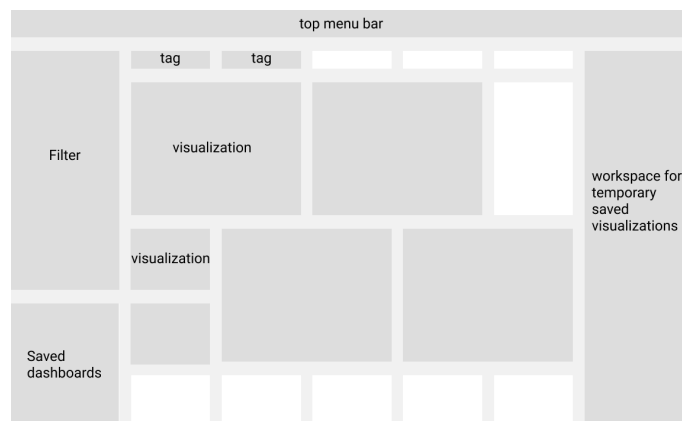 top menu bar
tag
tag
Filter
visualization
workspace for
temporary
saved
visualizations
visualization
Saved
dashboards